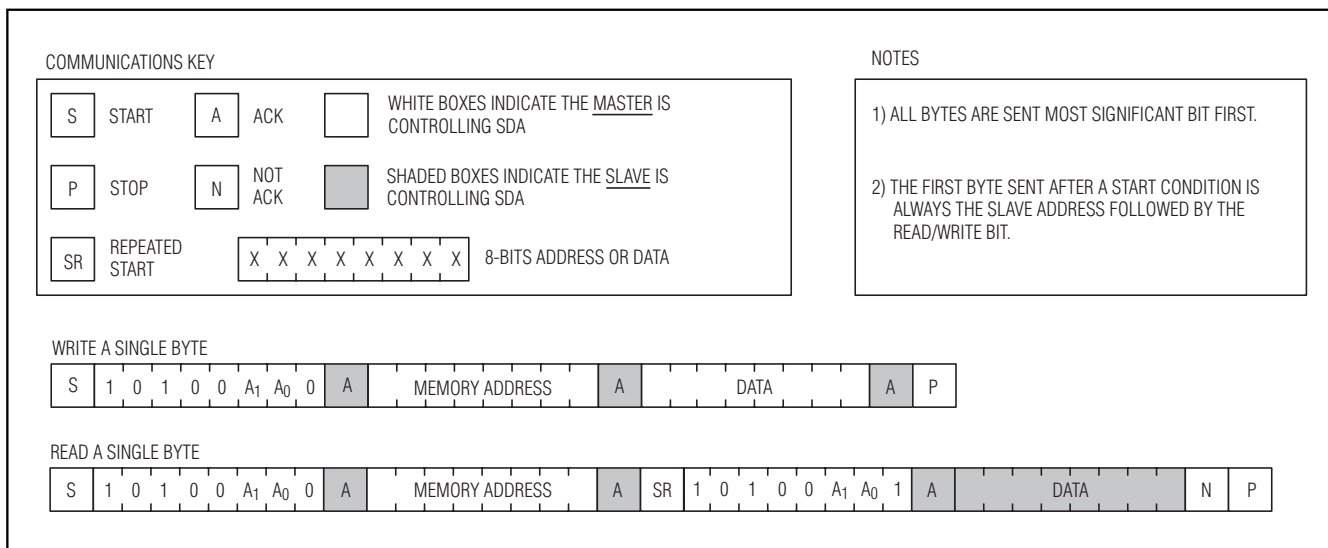 COMMUNICATIONS KEY
S START A ACK WHITE BOXES INDICATE THE MASTER IS
CONTROLLING SDA
P STOP N NOT
ACK SHADED BOXES INDICATE THE SLAVE IS
CONTROLLING SDA
SR REPEATED
START X X X X X X X X 8-BITS ADDRESS OR DATA
NOTES
1) ALL BYTES ARE SENT MOST SIGNIFICANT BIT FIRST.
2) THE FIRST BYTE SENT AFTER A START CONDITION IS
ALWAYS THE SLAVE ADDRESS FOLLOWED BY THE
READ/WRITE BIT.
WRITE A SINGLE BYTE
S 1 0 1 0 0 A1 A0 0 A MEMORY ADDRESS A DATA A P
READ A SINGLE BYTE
S 1 0 1 0 0 A1 A0 0 A MEMORY ADDRESS A SR 1 0 1 0 0 A1 A0 1 A DATA N P